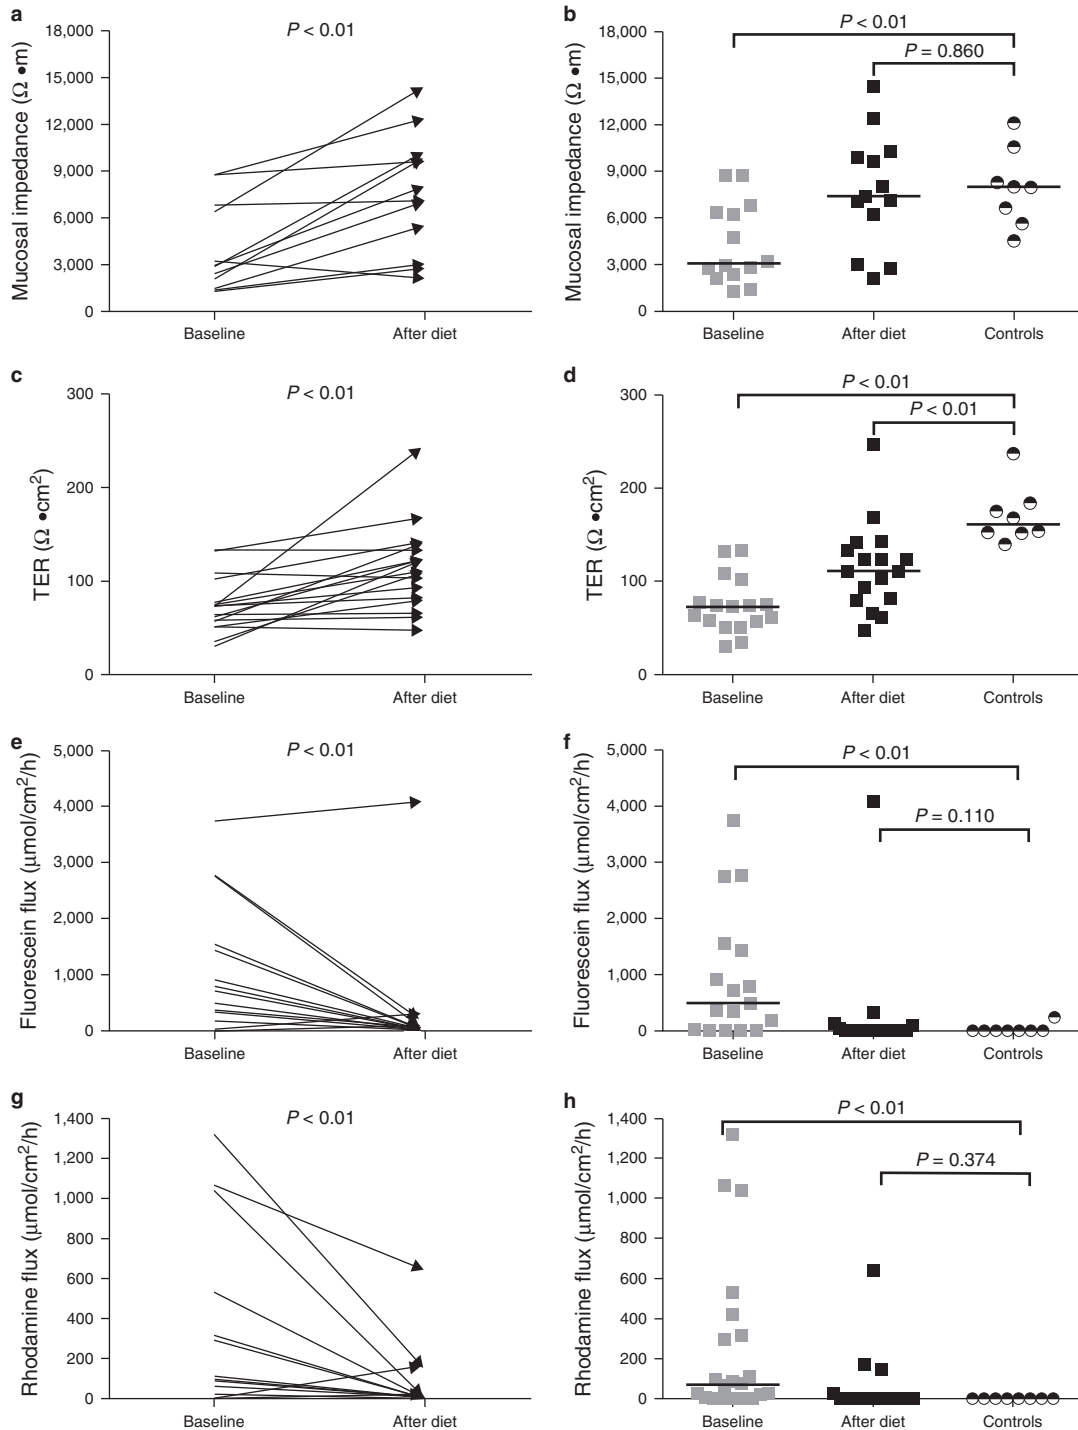 a
P < 0.01
Mucosal impedance (Ω •m)
18,000
15,000
12,000
9,000
6,000
3,000
0
Baseline
After diet
b
P < 0.01
P = 0.860
Mucosal impedance (Ω •m)
18,000
15,000
12,000
9,000
6,000
3,000
0
Baseline
After diet
Controls
c
P < 0.01
TER (Ω •cm²)
300
200
100
0
Baseline
After diet
d
P < 0.01
P < 0.01
TER (Ω •cm²)
300
200
100
0
Baseline
After diet
Controls
e
P < 0.01
Fluorescein flux (μmol/cm²/h)
5,000
4,000
3,000
2,000
1,000
0
Baseline
After diet
f
P < 0.01
P = 0.110
Fluorescein flux (μmol/cm²/h)
5,000
4,000
3,000
2,000
1,000
0
Baseline
After diet
Controls
g
P < 0.01
Rhodamine flux (μmol/cm²/h)
1,400
1,200
1,000
800
600
400
200
0
Baseline
After diet
h
P < 0.01
P = 0.374
Rhodamine flux (μmol/cm²/h)
1,400
1,200
1,000
800
600
400
200
0
Baseline
After diet
Controls